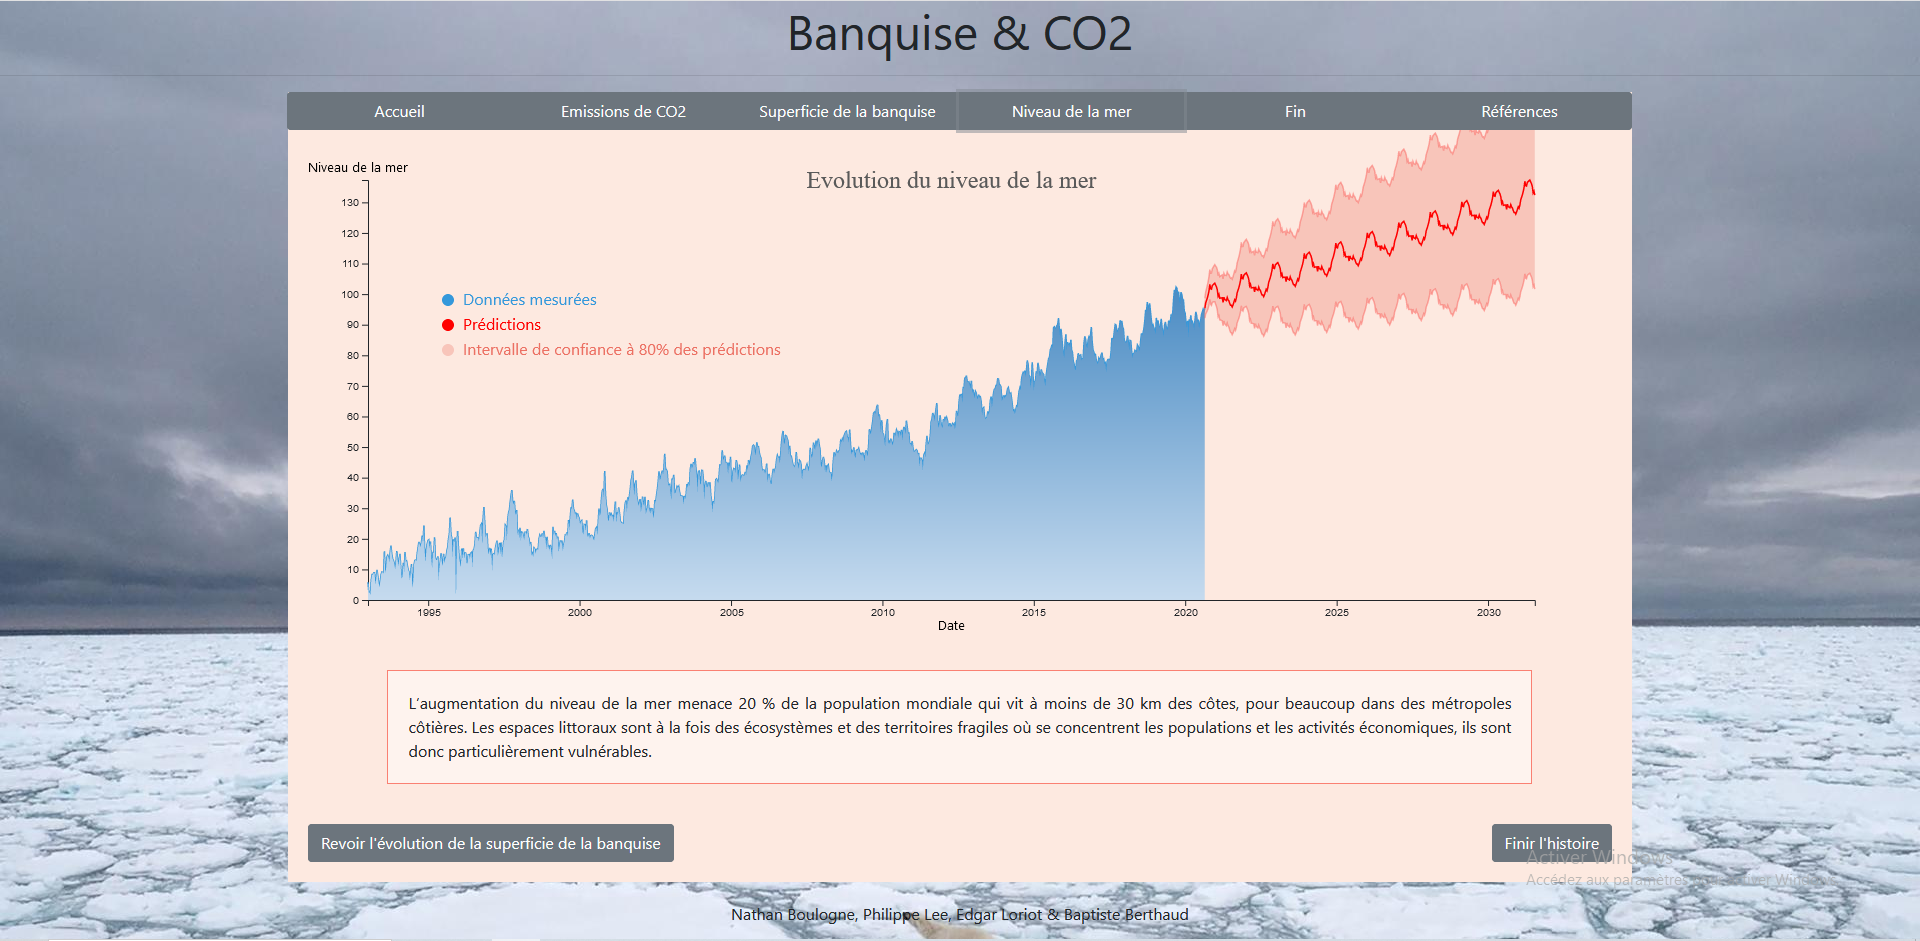 Banquise & CO2
Accueil Emissions de CO2 Superficie de la banquise Niveau de la mer Fin Références
Niveau de la mer
Evolution du niveau de la mer
130
120
110
100
90
80
70
60
50
40
30
20
10
0
Données mesurées
Prédictions
Intervalle de confiance à 80% des prédictions
1995 2000 2005 2010 2015 2020 2025 2030
Date
L'augmentation du niveau de la mer menace 20 % de la population mondiale qui vit à moins de 30 km des côtes, pour beaucoup dans des métropoles
côtières. Les espaces littoraux sont à la fois des écosystèmes et des territoires fragiles où se concentrent les populations et les activités économiques, ils sont
donc particulièrement vulnérables.
Revoir l'évolution de la superficie de la banquise
Finir l'histoire
Activer Windows
Accédez aux paramètres
Nathan Boulogne, Philippe Lee, Edgar Loriot & Baptiste Berthaud